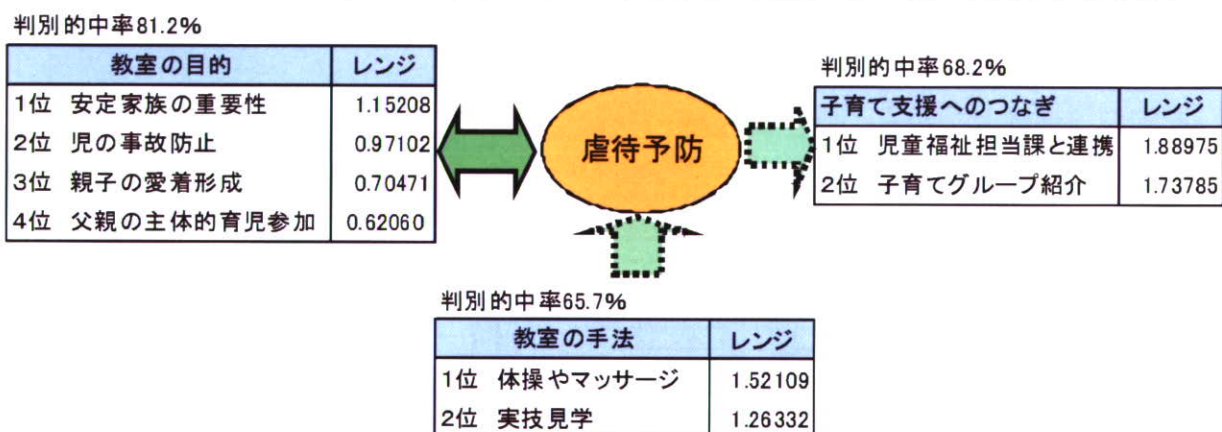 判別的中率81.2%
教室の目的 レンジ
1位 安定家族の重要性 1.15208
2位 児の事故防止 0.97102
3位 親子の愛着形成 0.70471
4位 父親の主体的育児参加 0.62060
虐待予防
判別的中率68.2%
子育て支援へのつなぎ レンジ
1位 児童福祉担当課と連携 1.88975
2位 子育てグループ紹介 1.73785
判別的中率65.7%
教室の手法 レンジ
1位 体操やマッサージ 1.52109
2位 実技見学 1.26332